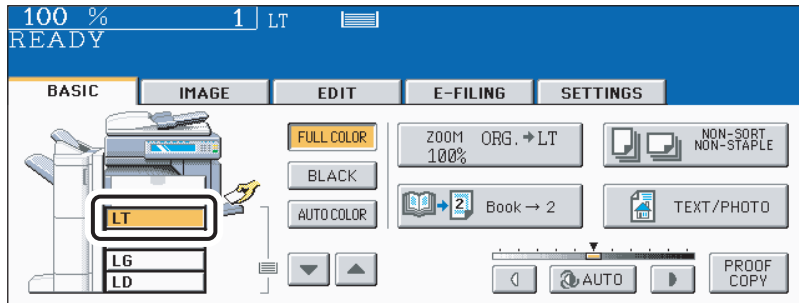 100 % 1 LT
READY
BASIC IMAGE EDIT E-FILING SETTINGS
FULL COLOR
BLACK
AUTO COLOR
ZOOM ORG.➔LT
100%
NON-SORT
NON-STAPLE
2 Book → 2
TEXT/PHOTO
LT
LG
LD
AUTO
PROOF
COPY